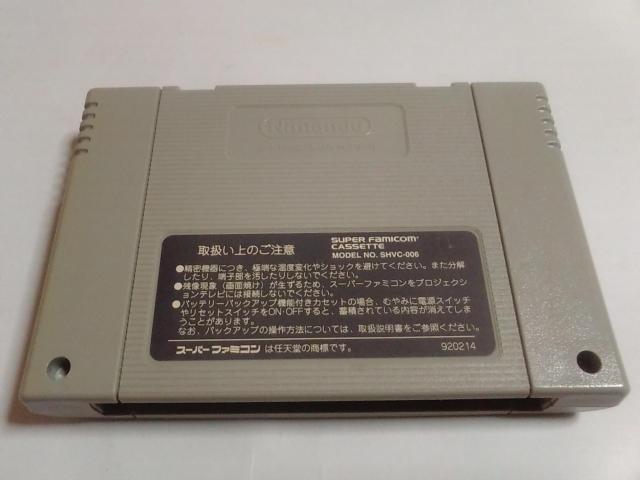 Nintendo
取扱い上のご注意
SUPER FAMICOM
CASSETTE
MODEL NO. SHVC-006
●精密機器につき、極端な温度変化やショックを避けてください。また分解
したり、端子部を汚したりしないでください。
●残像現象（画面焼け）が生ずるため、スーパーファミコンをプロジェクシ
ョンテレビには接続しないでください。
●バッテリーバックアップ機能付きカセットの場合、むやみに電源スイッチ
やリセットスイッチをON・OFFすると、蓄積されている内容が消えてしま
うことがあります。
なお、バックアップの操作方法については、取扱説明書をご参照ください。
スーパーファミコン は任天堂の商標です。
920214